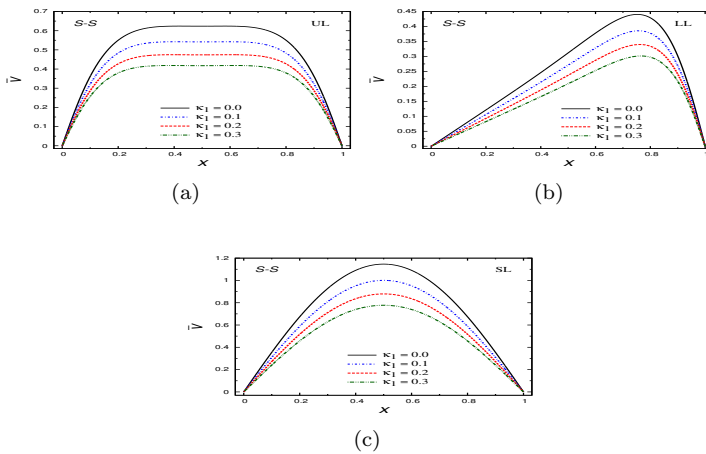 S-S UL
0.7
0.6
0.5
0.4
0.3
0.2
0.1
0
V̄
κ₁ = 0.0
κ₁ = 0.1
κ₁ = 0.2
κ₁ = 0.3
0 0.2 0.4 0.6 0.8 1
x
(a)
S-S LL
0.45
0.4
0.35
0.3
0.25
0.2
0.15
0.1
0.05
0
V̄
κ₁ = 0.0
κ₁ = 0.1
κ₁ = 0.2
κ₁ = 0.3
0 0.2 0.4 0.6 0.8 1
x
(b)
S-S SL
1.2
1
0.8
0.6
0.4
0.2
0
V̄
κ₁ = 0.0
κ₁ = 0.1
κ₁ = 0.2
κ₁ = 0.3
0 0.2 0.4 0.6 0.8 1
x
(c)